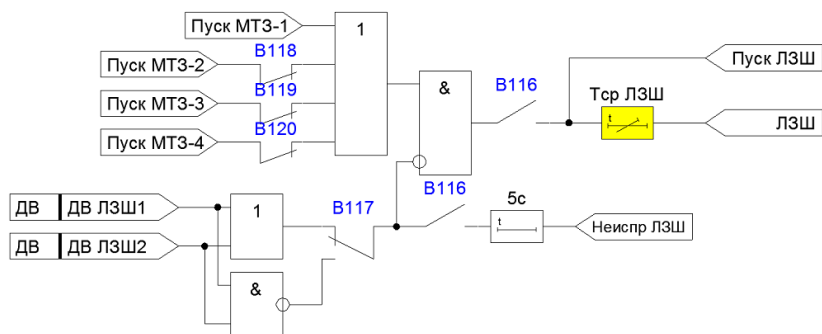 Пуск МТЗ-1
1
В118
Пуск МТЗ-2
Пуск ЛЗШ
В116
&
В119
Тср ЛЗШ
Пуск МТЗ-3
t
ЛЗШ
В120
Пуск МТЗ-4
В116
5с
ДВ ДВ ЛЗШ1
В117
1
t
Неиспр ЛЗШ
ДВ ДВ ЛЗШ2
&